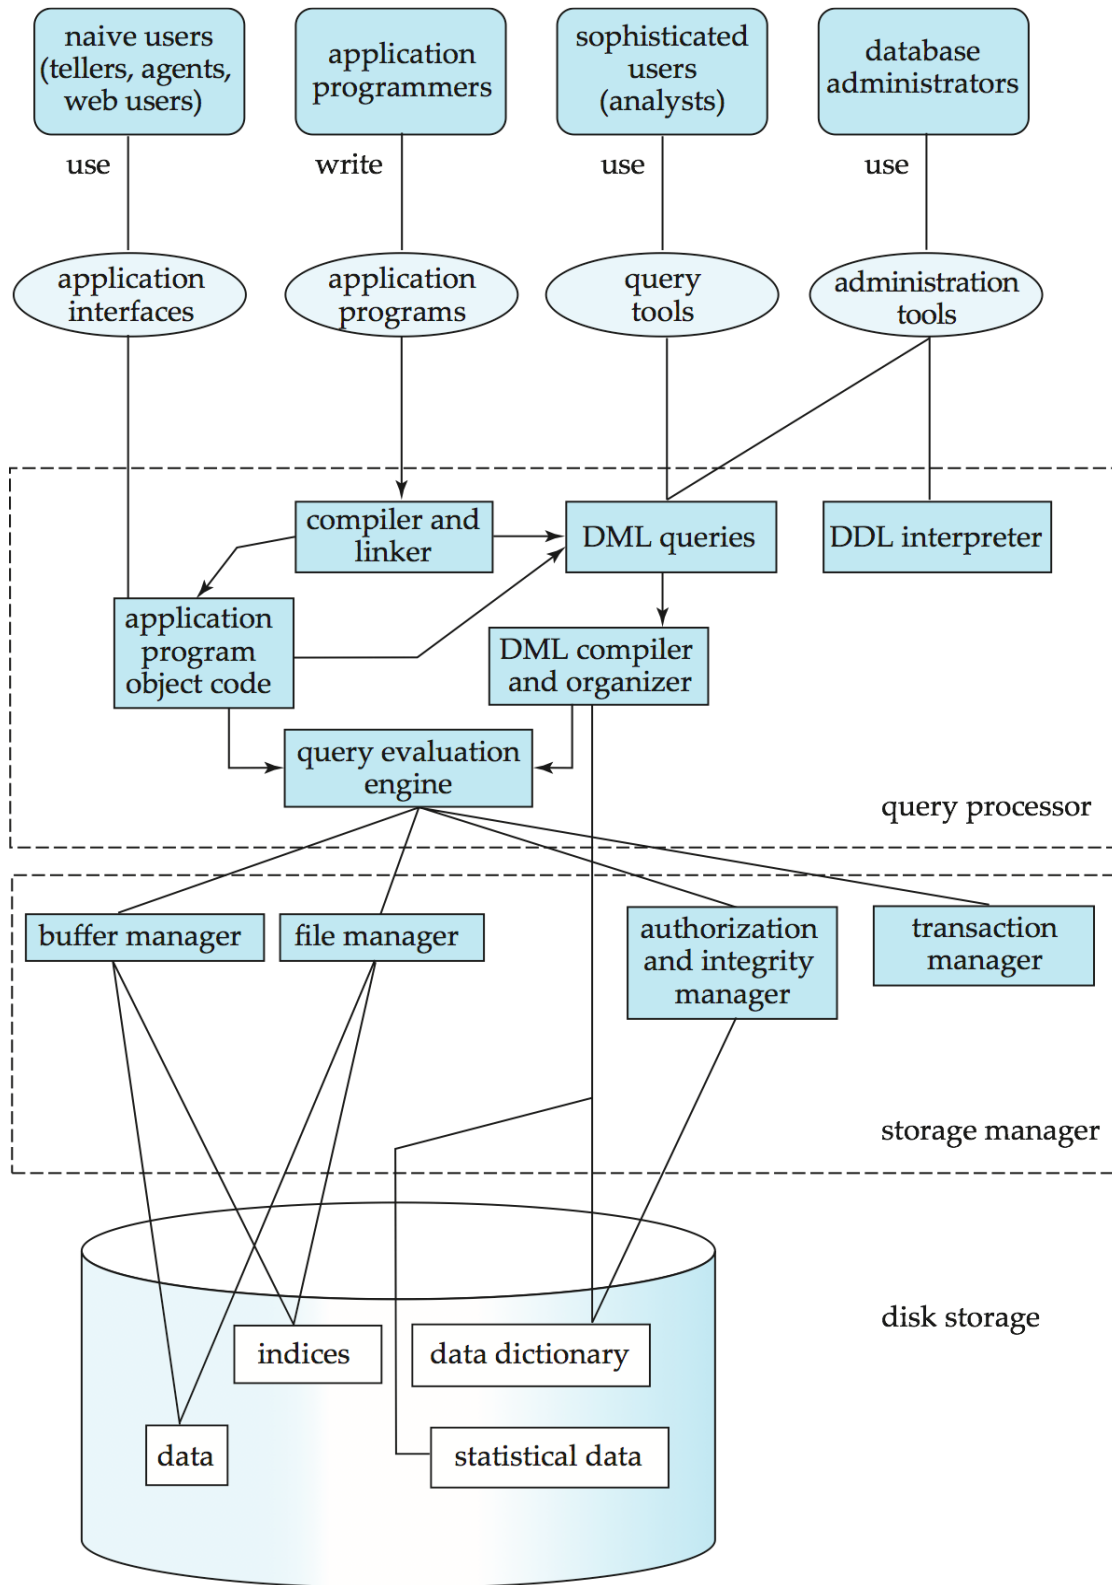 naive users
(tellers, agents,
web users)
application
programmers
sophisticated
users
(analysts)
database
administrators
use
write
use
use
application
interfaces
application
programs
query
tools
administration
tools
compiler and
linker
DML queries
DDL interpreter
application
program
object code
DML compiler
and organizer
query evaluation
engine
query processor
buffer manager
file manager
authorization
and integrity
manager
transaction
manager
storage manager
disk storage
indices
data dictionary
data
statistical data